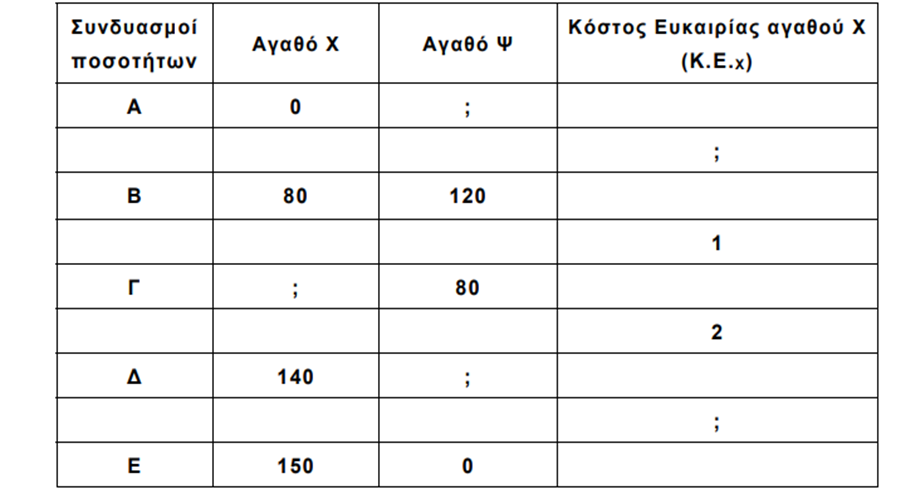 Συνδυασμοί ποσοτήτων Αγαθό Χ Αγαθό Ψ Κόστος Ευκαιρίας αγαθού Χ (Κ.Ε.χ)
Α 0 ;
;
Β 80 120
1
Γ ; 80
2
Δ 140 ;
;
Ε 150 0